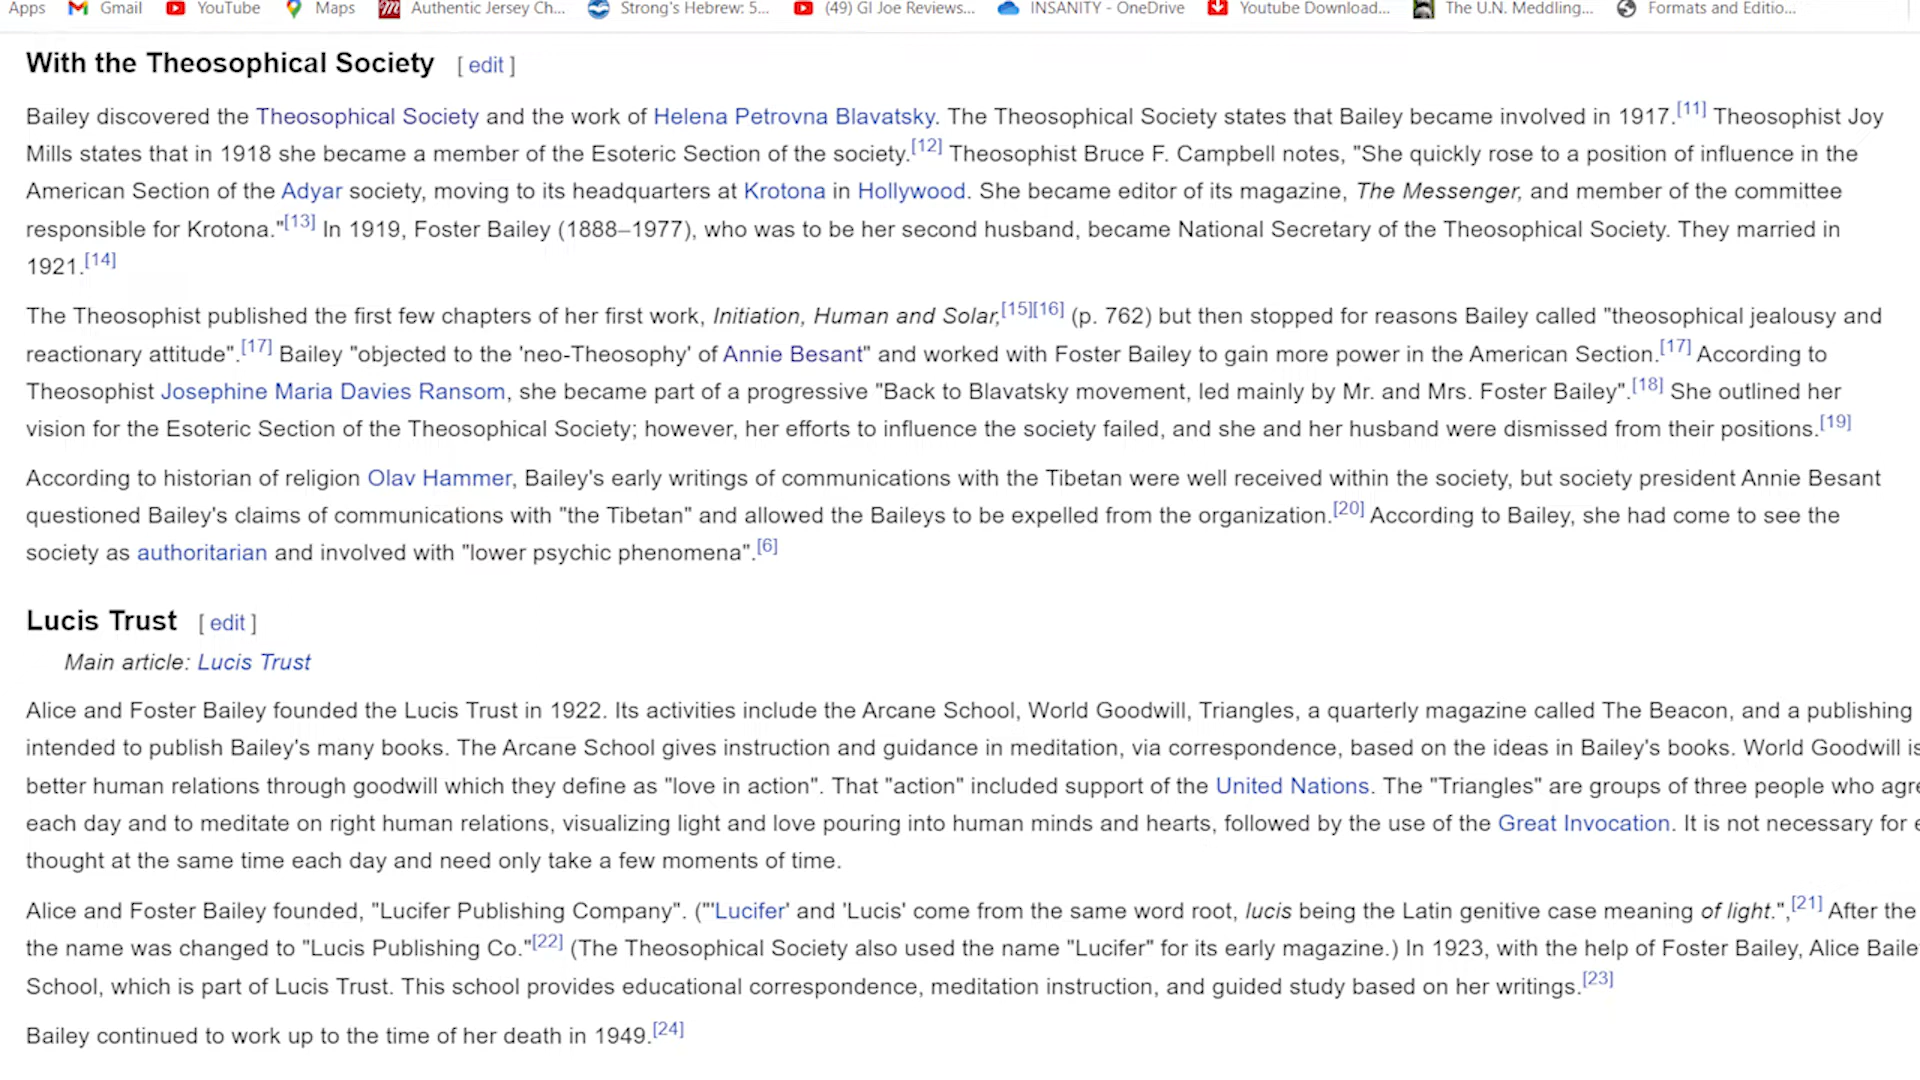 Apps Gmail YouTube Maps Authentic Jersey Ch... Strong's Hebrew: 5... (49) GI Joe Reviews... INSANITY - OneDrive Youtube Download... The U.N. Meddling... Formats and Editio...
With the Theosophical Society [ edit ]
Bailey discovered the Theosophical Society and the work of Helena Petrovna Blavatsky. The Theosophical Society states that Bailey became involved in 1917.[11] Theosophist Joy
Mills states that in 1918 she became a member of the Esoteric Section of the society.[12] Theosophist Bruce F. Campbell notes, "She quickly rose to a position of influence in the
American Section of the Adyar society, moving to its headquarters at Krotona in Hollywood. She became editor of its magazine, The Messenger, and member of the committee
responsible for Krotona."[13] In 1919, Foster Bailey (1888–1977), who was to be her second husband, became National Secretary of the Theosophical Society. They married in
1921.[14]
The Theosophist published the first few chapters of her first work, Initiation, Human and Solar,[15][16] (p. 762) but then stopped for reasons Bailey called "theosophical jealousy and
reactionary attitude".[17] Bailey "objected to the 'neo-Theosophy' of Annie Besant" and worked with Foster Bailey to gain more power in the American Section.[17] According to
Theosophist Josephine Maria Davies Ransom, she became part of a progressive "Back to Blavatsky movement, led mainly by Mr. and Mrs. Foster Bailey".[18] She outlined her
vision for the Esoteric Section of the Theosophical Society; however, her efforts to influence the society failed, and she and her husband were dismissed from their positions.[19]
According to historian of religion Olav Hammer, Bailey's early writings of communications with the Tibetan were well received within the society, but society president Annie Besant
questioned Bailey's claims of communications with "the Tibetan" and allowed the Baileys to be expelled from the organization.[20] According to Bailey, she had come to see the
society as authoritarian and involved with "lower psychic phenomena".[6]
Lucis Trust [ edit ]
Main article: Lucis Trust
Alice and Foster Bailey founded the Lucis Trust in 1922. Its activities include the Arcane School, World Goodwill, Triangles, a quarterly magazine called The Beacon, and a publishing
intended to publish Bailey's many books. The Arcane School gives instruction and guidance in meditation, via correspondence, based on the ideas in Bailey's books. World Goodwill is
better human relations through goodwill which they define as "love in action". That "action" included support of the United Nations. The "Triangles" are groups of three people who agre
each day and to meditate on right human relations, visualizing light and love pouring into human minds and hearts, followed by the use of the Great Invocation. It is not necessary for e
thought at the same time each day and need only take a few moments of time.
Alice and Foster Bailey founded, "Lucifer Publishing Company". ("'Lucifer' and 'Lucis' come from the same word root, lucis being the Latin genitive case meaning of light.",[21] After the
the name was changed to "Lucis Publishing Co."[22] (The Theosophical Society also used the name "Lucifer" for its early magazine.) In 1923, with the help of Foster Bailey, Alice Baile
School, which is part of Lucis Trust. This school provides educational correspondence, meditation instruction, and guided study based on her writings.[23]
Bailey continued to work up to the time of her death in 1949.[24]